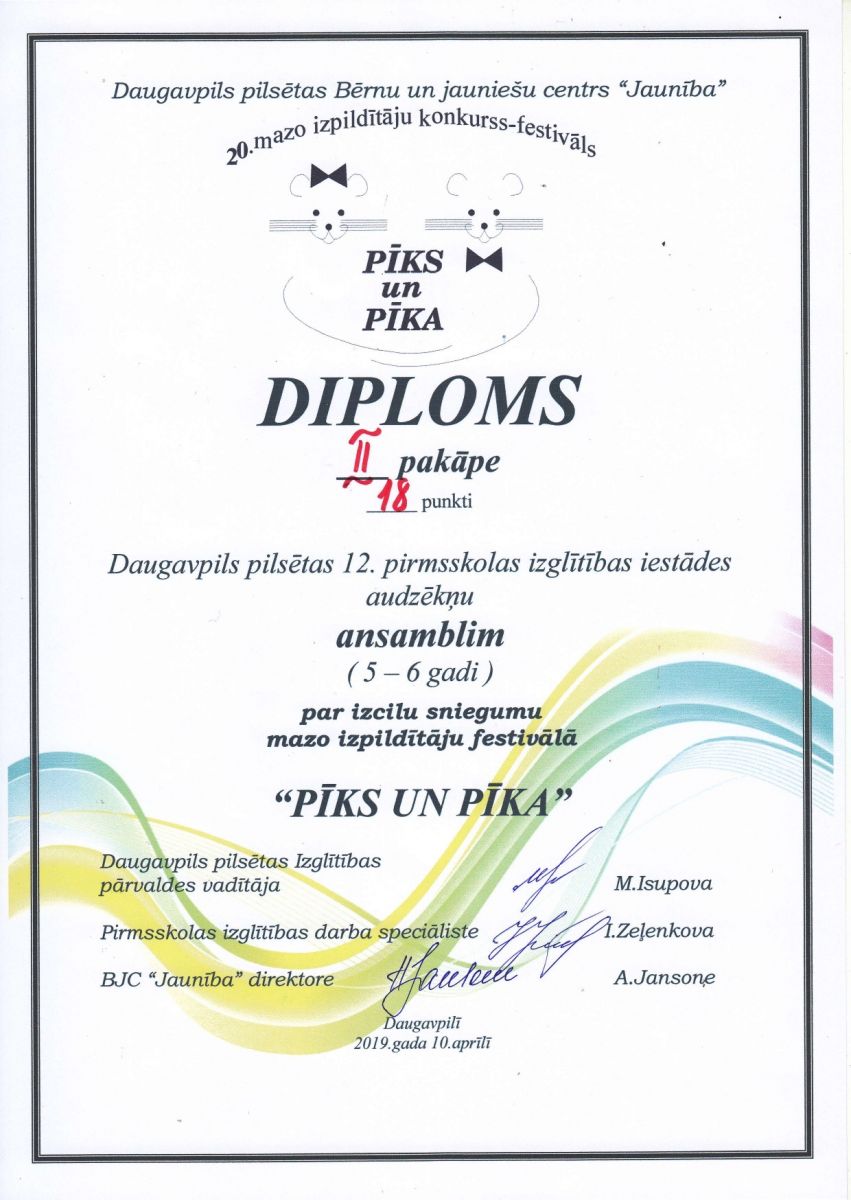 Daugavpils pilsētas Bērnu un jauniešu centrs “Jaunība”
20.mazo izpildītāju konkurss-festivāls
PĪKS
un
PĪKA
DIPLOMS
II pakāpe
18 punkti
Daugavpils pilsētas 12. pirmsskolas izglītības iestādes
audzēkņu
ansamblim
( 5 – 6 gadi )
par izcilu sniegumu
mazo izpildītāju festivālā
“PĪKS UN PĪKA”
Daugavpils pilsētas Izglītības
pārvaldes vadītāja M.Isupova
Pirmsskolas izglītības darba speciāliste I.Zeļenkova
BJC “Jaunība” direktore A.Jansoņe
Daugavpilī
2019.gada 10.aprīlī